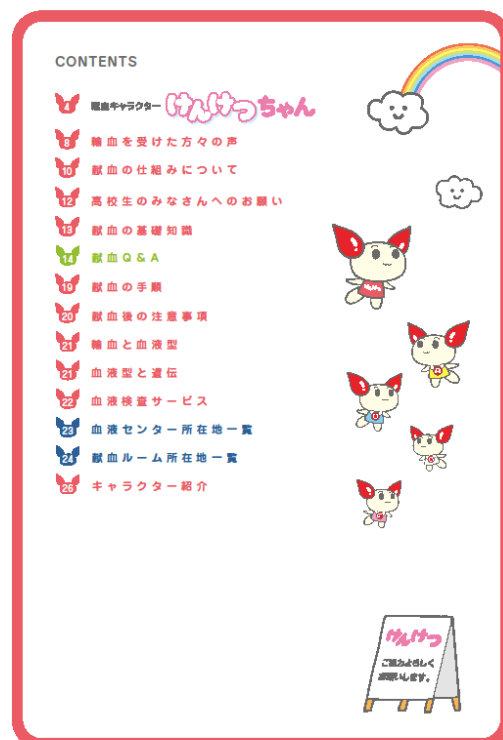 CONTENTS
4 献血キャラクター けんけつちゃん
8 輸血を受けた方々の声
10 献血の仕組みについて
12 高校生のみなさんへのお願い
13 献血の基礎知識
14 献血Q&A
19 献血の手順
20 献血後の注意事項
21 輸血と血液型
21 血液型と遺伝
22 血液検査サービス
23 血液センター所在地一覧
24 献血ルーム所在地一覧
26 キャラクター紹介
けんけつ
ご協力よろしく
お願いします。